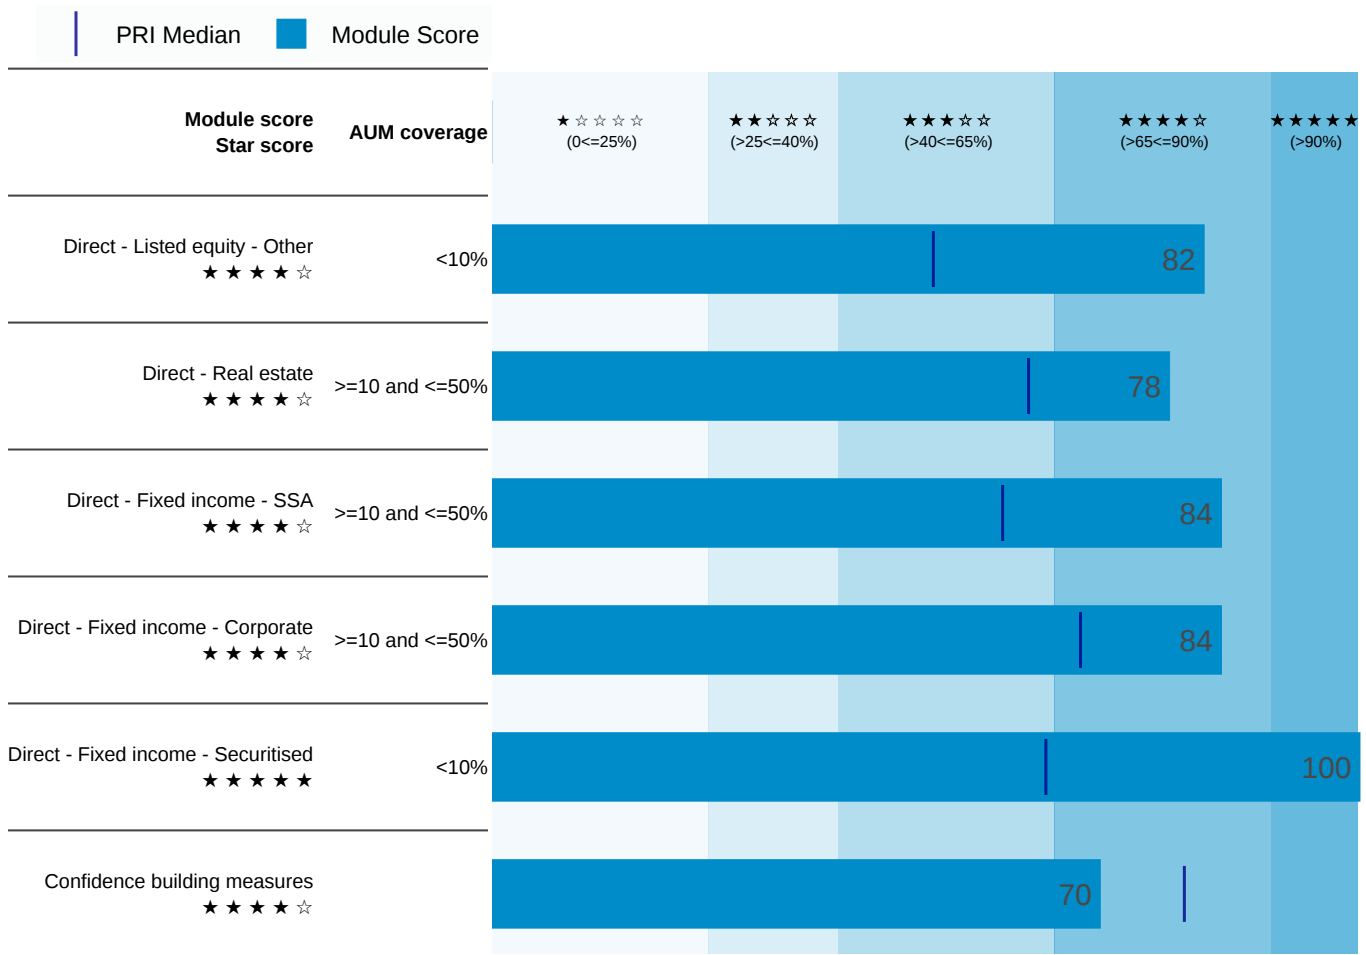 PRI Median Module Score
Module score
Star score
AUM coverage
★☆☆☆☆
(0<=25%)
★★☆☆☆
(>25<=40%)
★★★☆☆
(>40<=65%)
★★★★☆
(>65<=90%)
★★★★★
(>90%)
Direct - Listed equity - Other
★★★★☆
<10%
82
Direct - Real estate
★★★★☆
>=10 and <=50%
78
Direct - Fixed income - SSA
★★★★☆
>=10 and <=50%
84
Direct - Fixed income - Corporate
★★★★☆
>=10 and <=50%
84
Direct - Fixed income - Securitised
★★★★★
<10%
100
Confidence building measures
★★★★☆
70